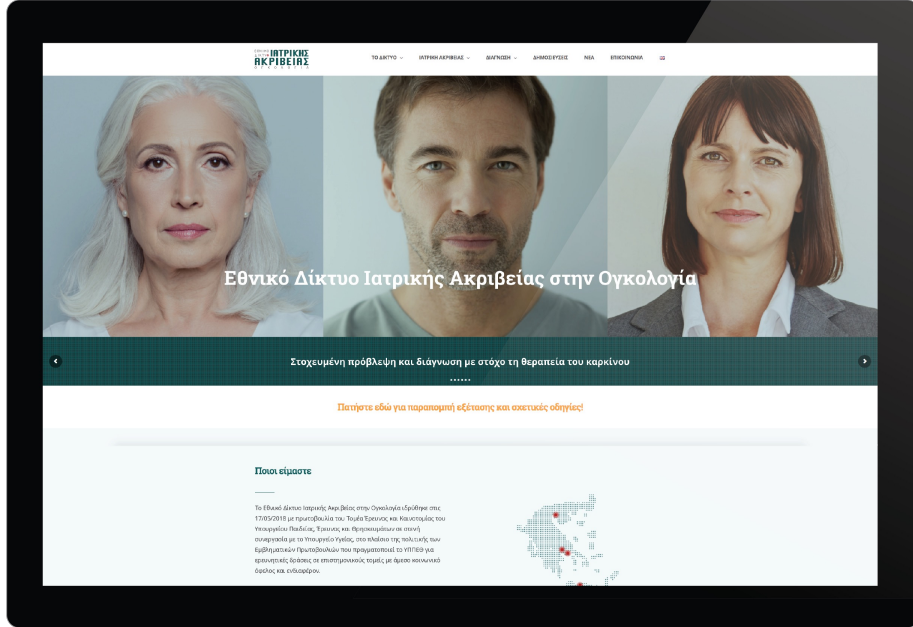 ΙΑΤΡΙΚΗΣ
ΑΚΡΙΒΕΙΑΣ
ΟΓΚΟΛΟΓΙΑ
ΤΟ ΔΙΚΤΥΟ ΙΑΤΡΙΚΗ ΑΚΡΙΒΕΙΑΣ ΔΙΑΓΝΩΣΗ ΔΗΜΟΣΙΕΥΣΕΙΣ ΝΕΑ ΕΠΙΚΟΙΝΩΝΙΑ
Εθνικό Δίκτυο Ιατρικής Ακριβείας στην Ογκολογία
Στοχευμένη πρόβλεψη και διάγνωση με στόχο τη θεραπεία του καρκίνου
Πατήστε εδώ για παραπομπή εξέτασης και σχετικές οδηγίες!
Ποιοι είμαστε
Το Εθνικό Δίκτυο Ιατρικής Ακριβείας στην Ογκολογία ιδρύθηκε στις
17/05/2018 με πρωτοβουλία του Τομέα Έρευνας και Καινοτομίας του
Υπουργείου Παιδείας, Έρευνας και Θρησκευμάτων σε στενή
συνεργασία με το Υπουργείο Υγείας, στο πλαίσιο της πολιτικής των
Εμβληματικών Πρωτοβουλιών που πραγματοποιεί το ΥΠΠΕΘ για
ερευνητικές δράσεις σε επιστημονικούς τομείς με άμεσο κοινωνικό
όφελος και ενδιαφέρον.